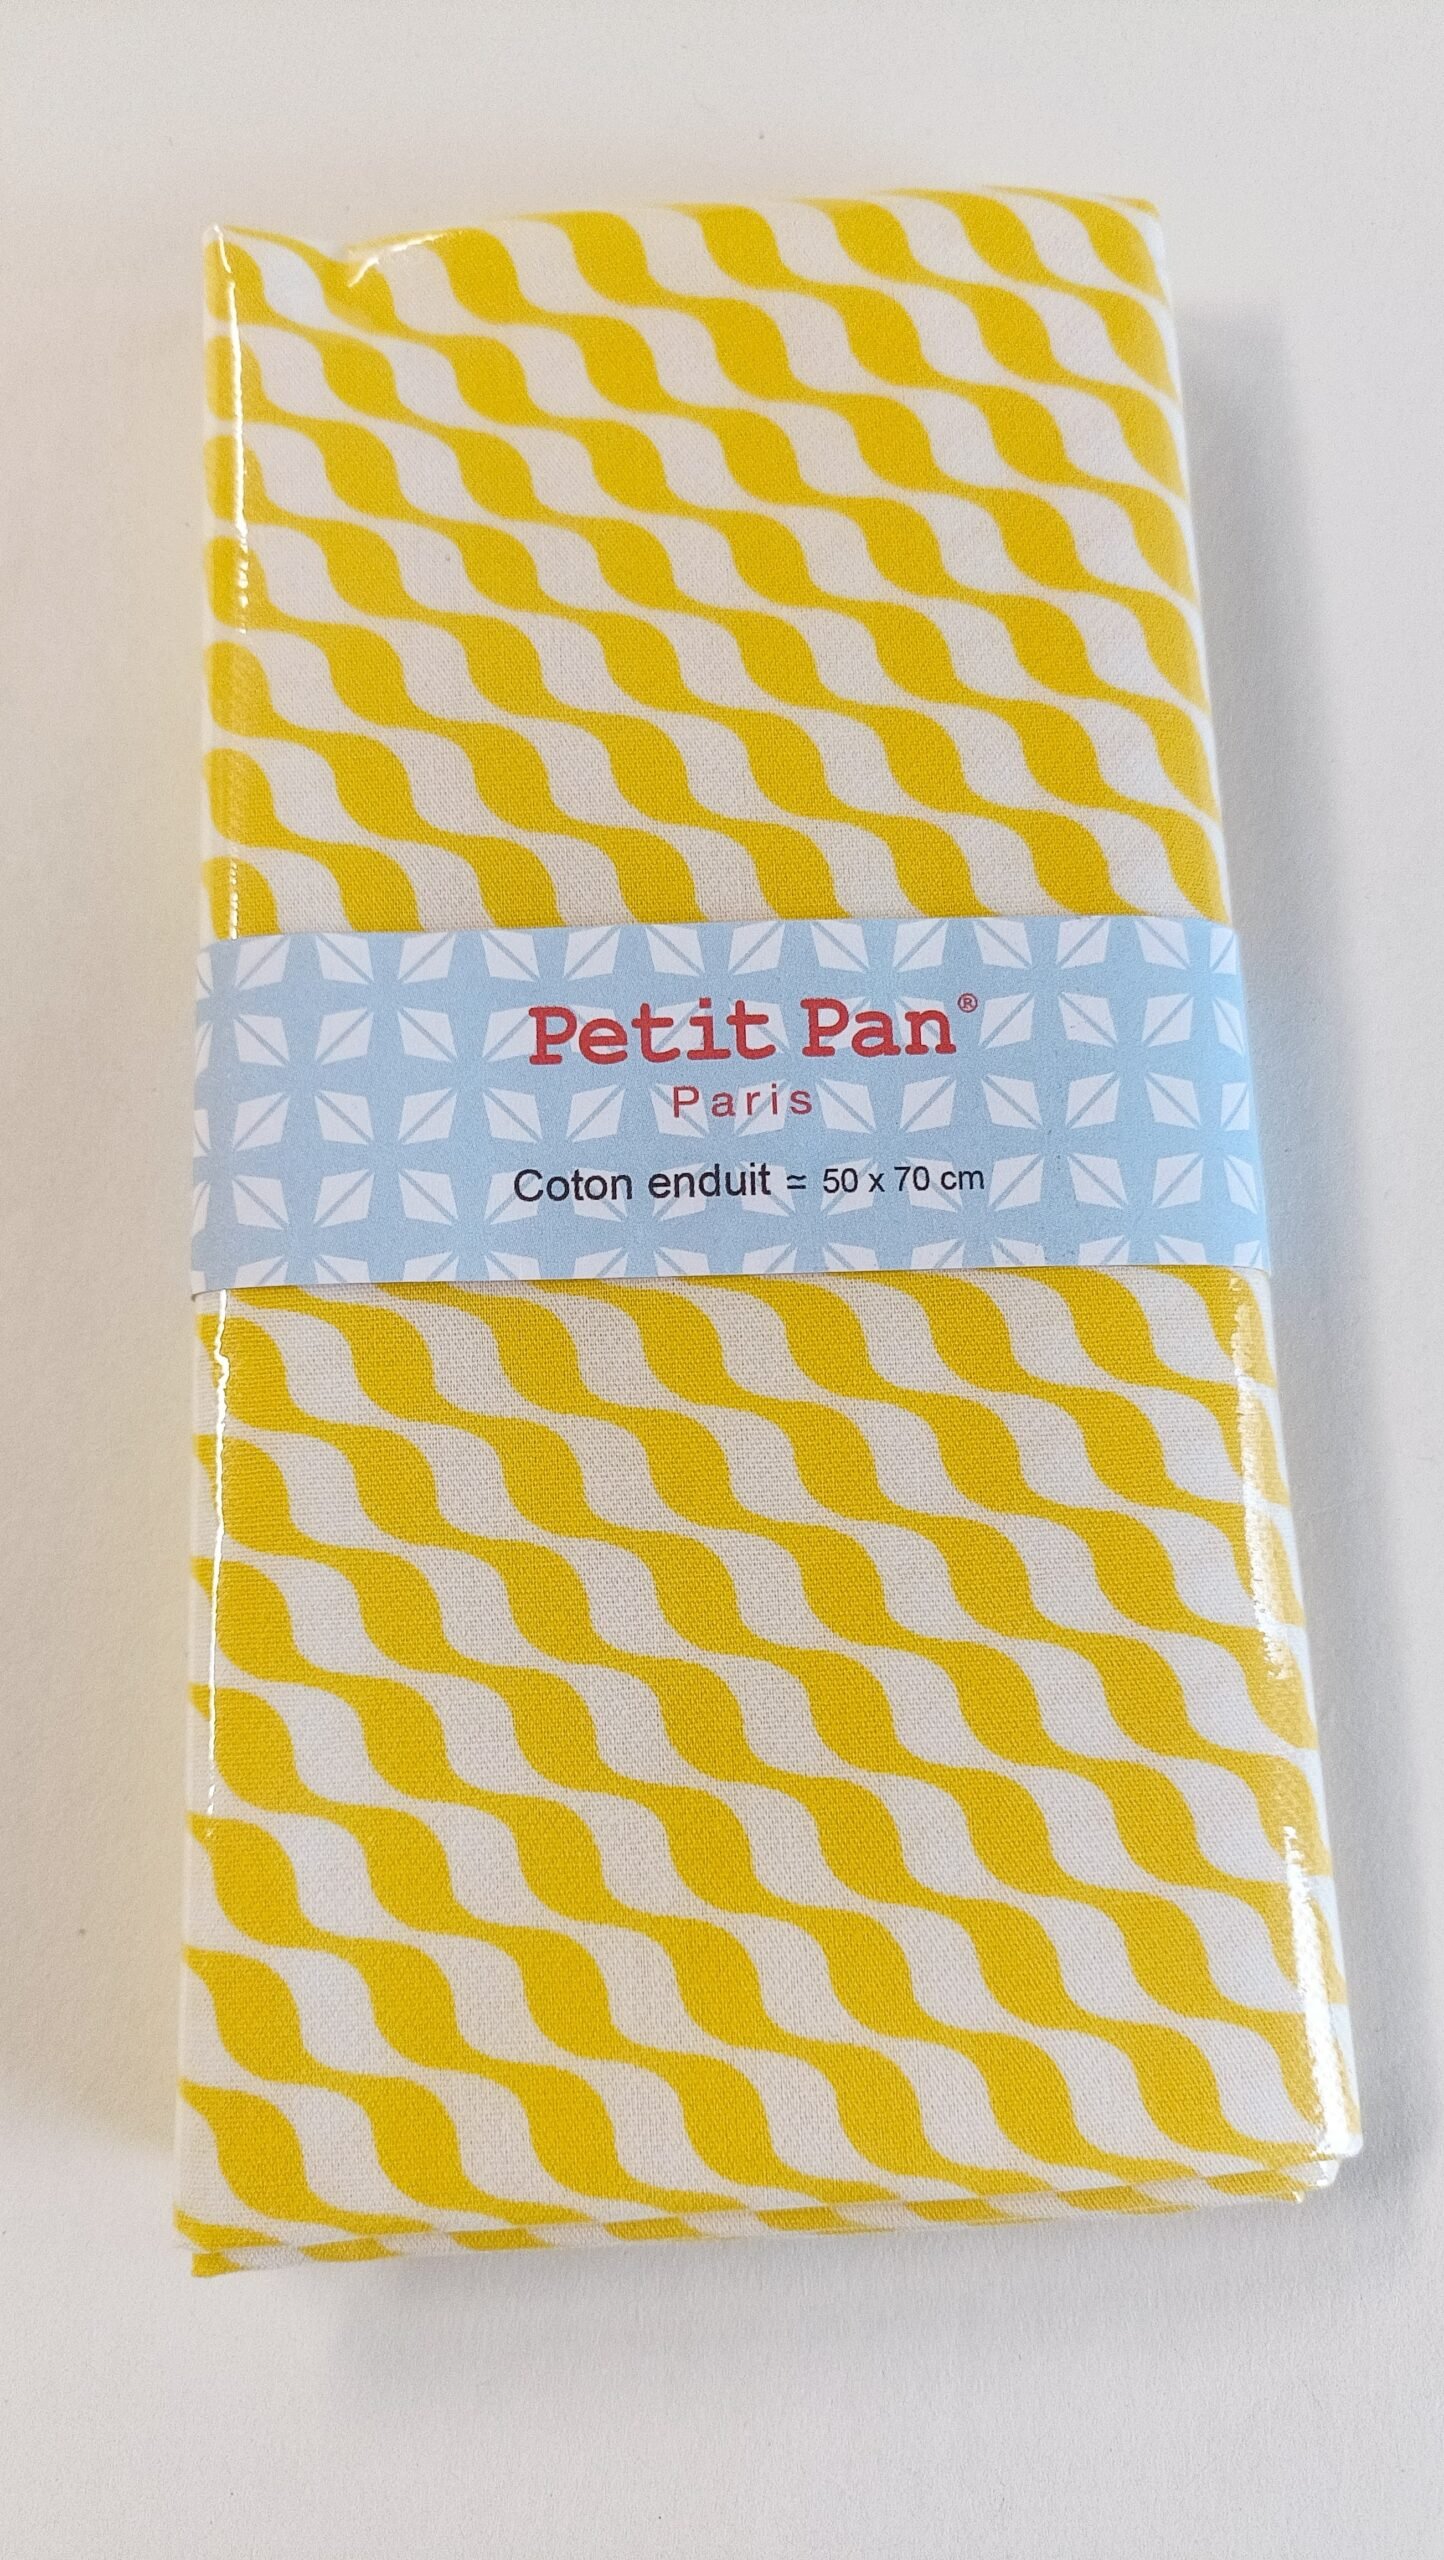 Petit Pan®
Paris
Coton enduit ≃ 50 x 70 cm